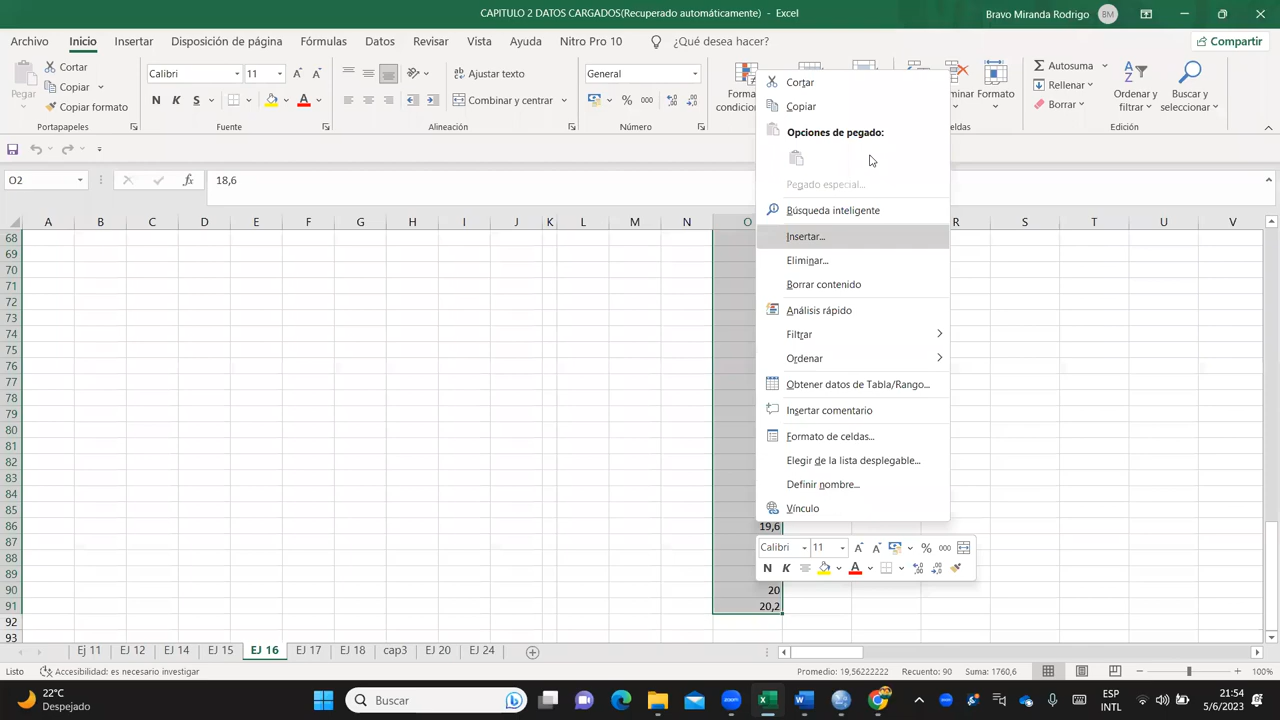 CAPITULO 2 DATOS CARGADOS(Recuperado automáticamente) - Excel
Bravo Miranda Rodrigo BM
Archivo Inicio Insertar Disposición de página Fórmulas Datos Revisar Vista Ayuda Nitro Pro 10 ¿Qué desea hacer? Compartir
Pegar
Cortar
Copiar
Copiar formato
Portapapeles
Calibri 11
N K S
Fuente
Ajustar texto
Combinar y centrar
Alineación
General
% 000
Número
Autosuma
Rellenar
Borrar
Formato
Ordenar y filtrar
Buscar y seleccionar
Edición
O2 fx 18,6
A B C D E F G H I J K L M N O R S T U V
68
69
70
71
72
73
74
75
76
77
78
79
80
81
82
83
84
85
86 19,6
87
88
89
90 20
91 20,2
92
93
Cortar
Copiar
Opciones de pegado:
Pegado especial...
Búsqueda inteligente
Insertar...
Eliminar...
Borrar contenido
Análisis rápido
Filtrar
Ordenar
Obtener datos de Tabla/Rango...
Insertar comentario
Formato de celdas...
Elegir de la lista desplegable...
Definir nombre...
Vínculo
Calibri 11 % 000
N K
Ej 11 EJ 12 EJ 14 EJ 15 EJ 16 EJ 17 EJ 18 cap3 EJ 20 EJ 24
Listo Accesibilidad: es necesario investigar Promedio: 19,56222222 Recuento: 90 Suma: 1760,6 100%
22°C
Despejado
Buscar
ESP
INTL
21:54
5/6/2023